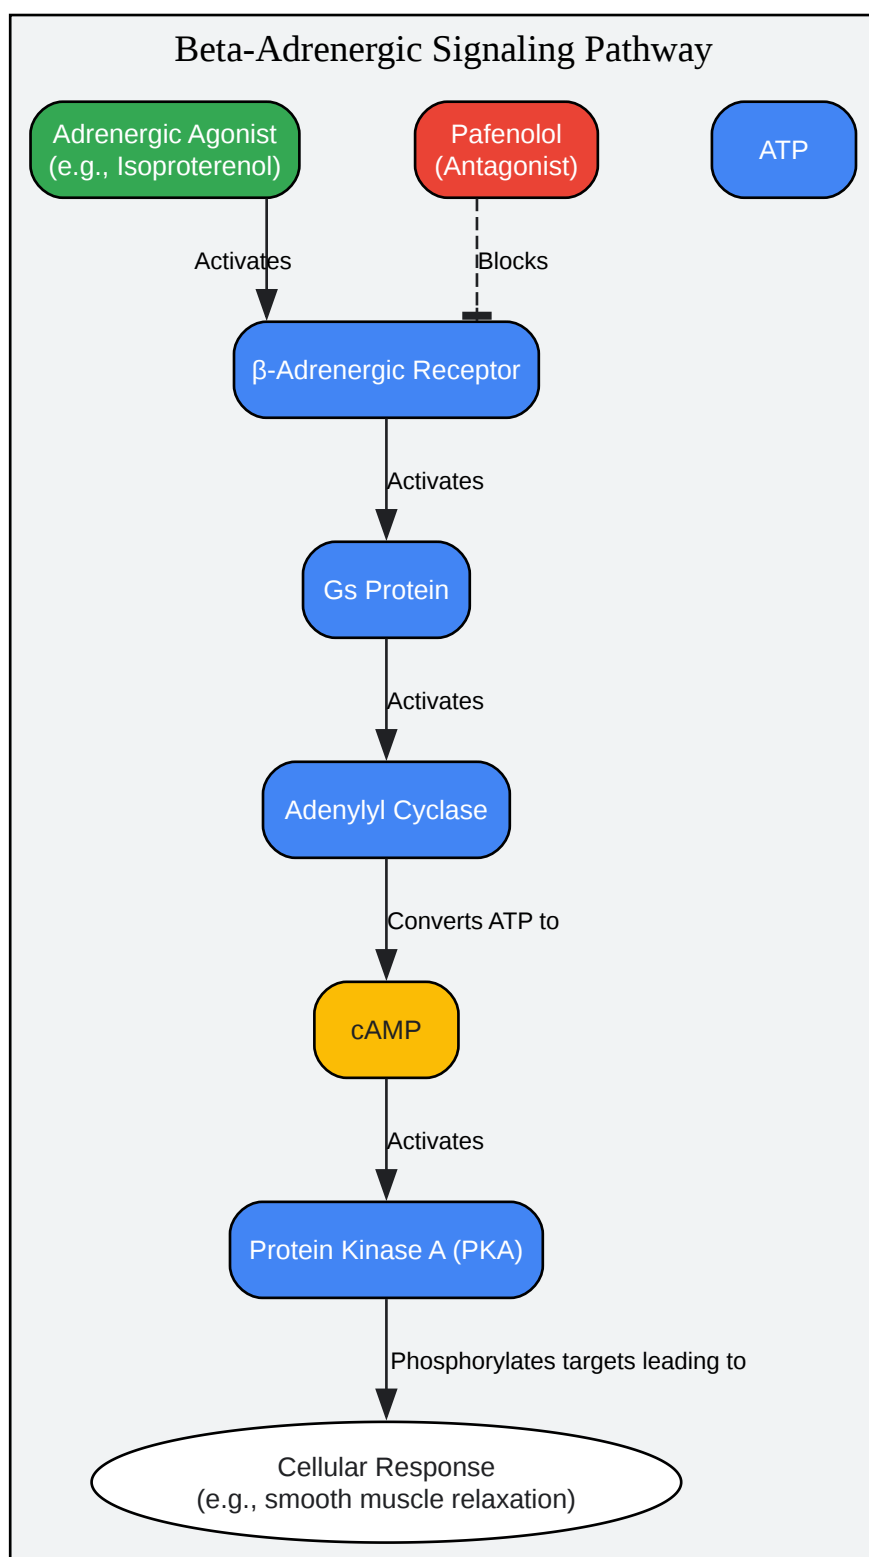 Beta-Adrenergic Signaling Pathway
Adrenergic Agonist
(e.g., Isoproterenol)
Pafenolol
(Antagonist)
ATP
Activates
Blocks
β-Adrenergic Receptor
Activates
Gs Protein
Activates
Adenylyl Cyclase
Converts ATP to
cAMP
Activates
Protein Kinase A (PKA)
Phosphorylates targets leading to
Cellular Response
(e.g., smooth muscle relaxation)